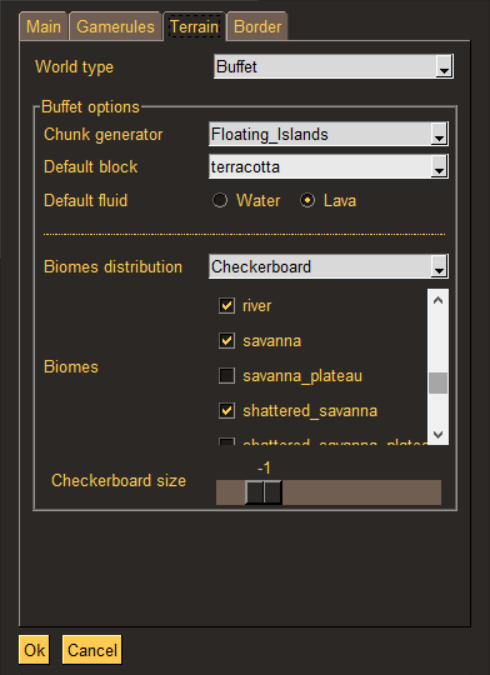 Main Gamerules Terrain Border
World type Buffet
Buffet options
Chunk generator Floating_Islands
Default block terracotta
Default fluid Water Lava
Biomes distribution Checkerboard
river
savanna
Biomes
savanna_plateau
shattered_savanna
shattered_savanna_platea
-1
Checkerboard size
Ok Cancel